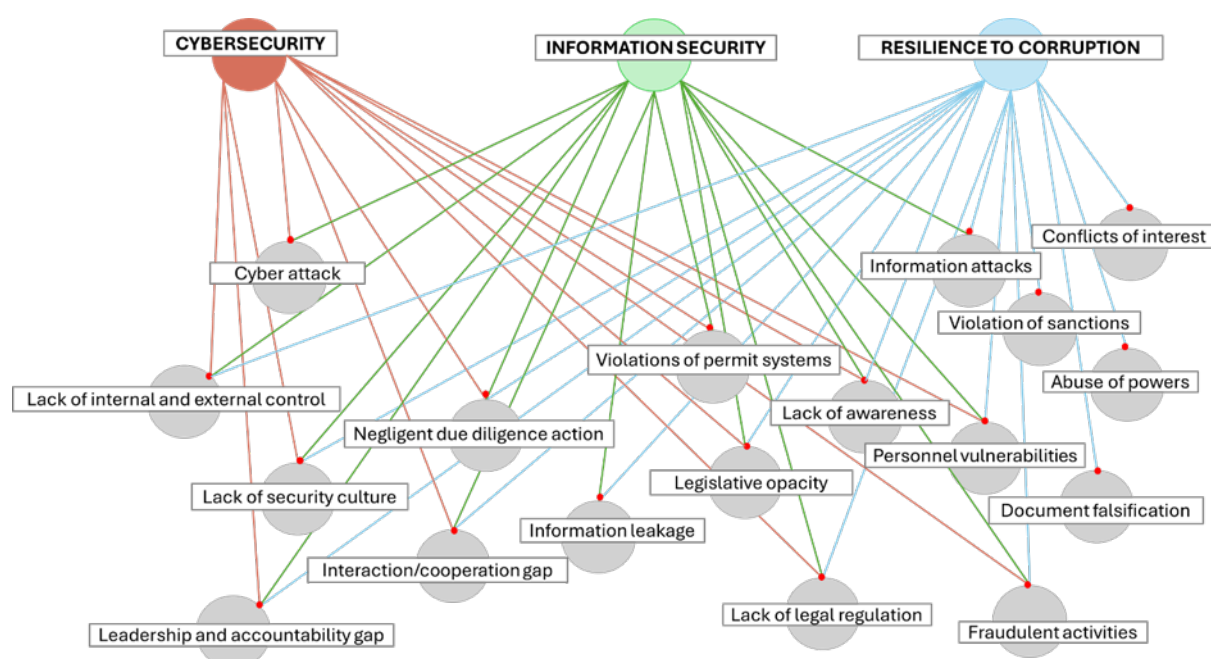 CYBERSECURITY
INFORMATION SECURITY
RESILIENCE TO CORRUPTION
Conflicts of interest
Cyber attack
Information attacks
Violation of sanctions
Violations of permit systems
Abuse of powers
Lack of internal and external control
Lack of awareness
Negligent due diligence action
Personnel vulnerabilities
Legislative opacity
Lack of security culture
Document falsification
Information leakage
Interaction/cooperation gap
Lack of legal regulation
Leadership and accountability gap
Fraudulent activities